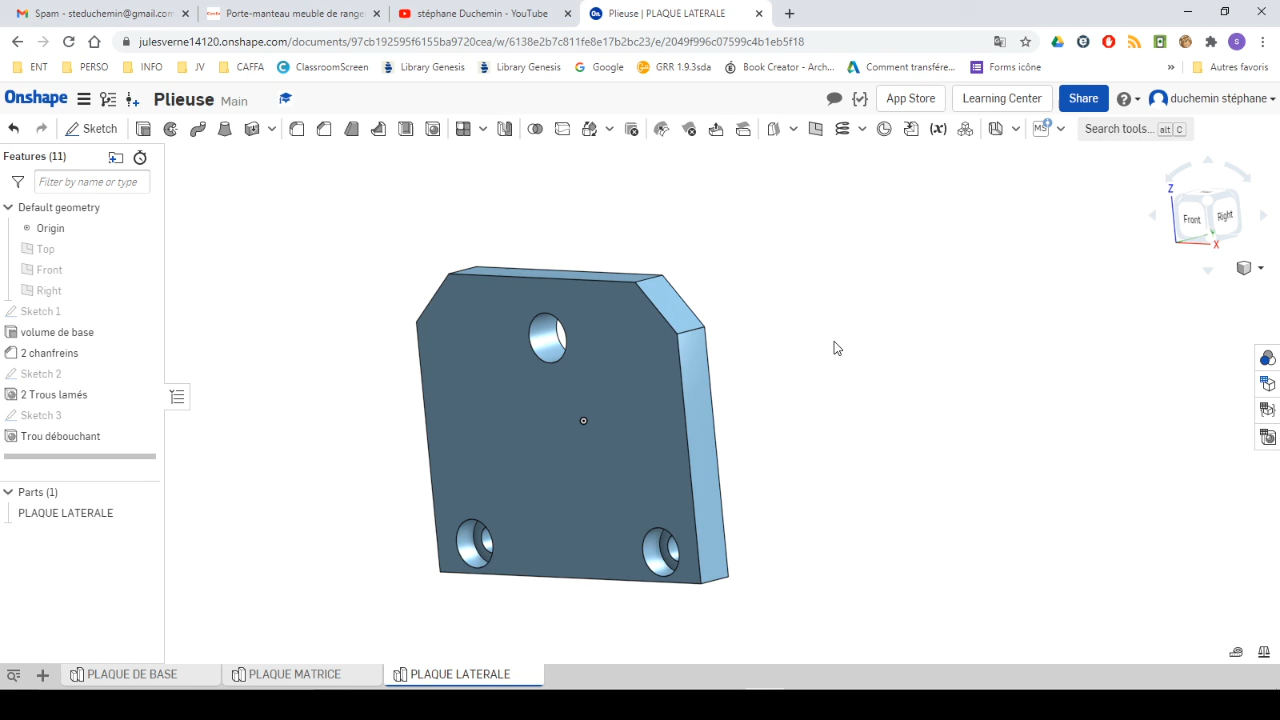 Spam - steduchemin@gmail.com
Porte-manteau meuble de range
stéphane Duchemin - YouTube
Plieuse | PLAQUE LATERALE
julesverne14120.onshape.com/documents/97cb192595f6155ba9720cea/w/6138e2b7c811fe8e17b2bc23/e/2049f996c07599c4b1eb5f18
ENT PERSO INFO JV CAFFA ClassroomScreen Library Genesis Library Genesis Google GRR 1.9.3sda Book Creator - Arch... Comment transfére... Forms icône » Autres favoris
Onshape Plieuse Main App Store Learning Center Share duchemin stéphane
Sketch Search tools... alt C
Features (11)
Filter by name or type
Default geometry
Origin
Top
Front
Right
Sketch 1
volume de base
2 chanfreins
Sketch 2
2 Trous lamés
Sketch 3
Trou débouchant
Parts (1)
PLAQUE LATERALE
Z
Front Right
X
PLAQUE DE BASE PLAQUE MATRICE PLAQUE LATERALE